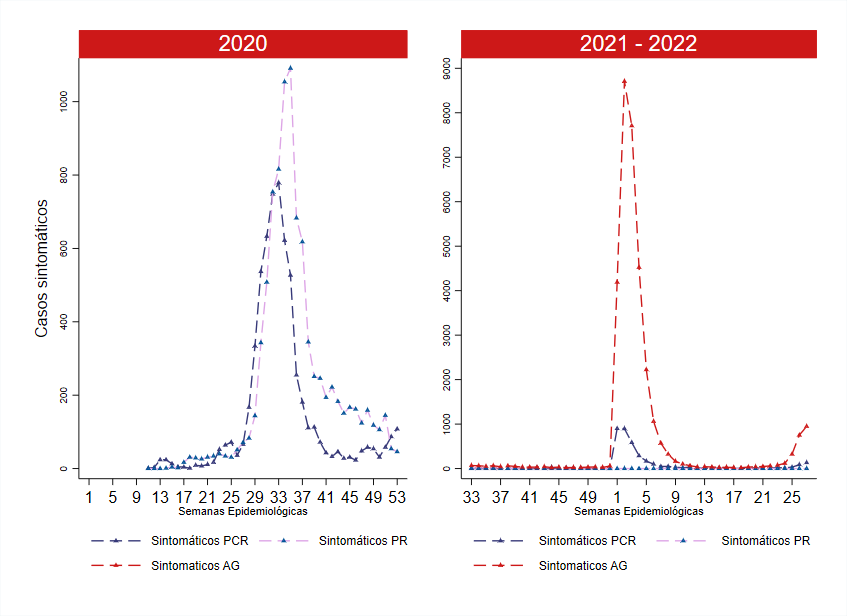 2020
2021 - 2022
Casos sintomáticos
0
200
400
600
800
1000
0
1000
2000
3000
4000
5000
6000
7000
8000
9000
1 5 9 13 17 21 25 29 33 37 41 45 49 53
33 37 41 45 49 1 5 9 13 17 21 25
Semanas Epidemiológicas
Semanas Epidemiológicas
Sintomáticos PCR Sintomáticos PR
Sintomaticos AG
Sintomáticos PCR Sintomáticos PR
Sintomaticos AG